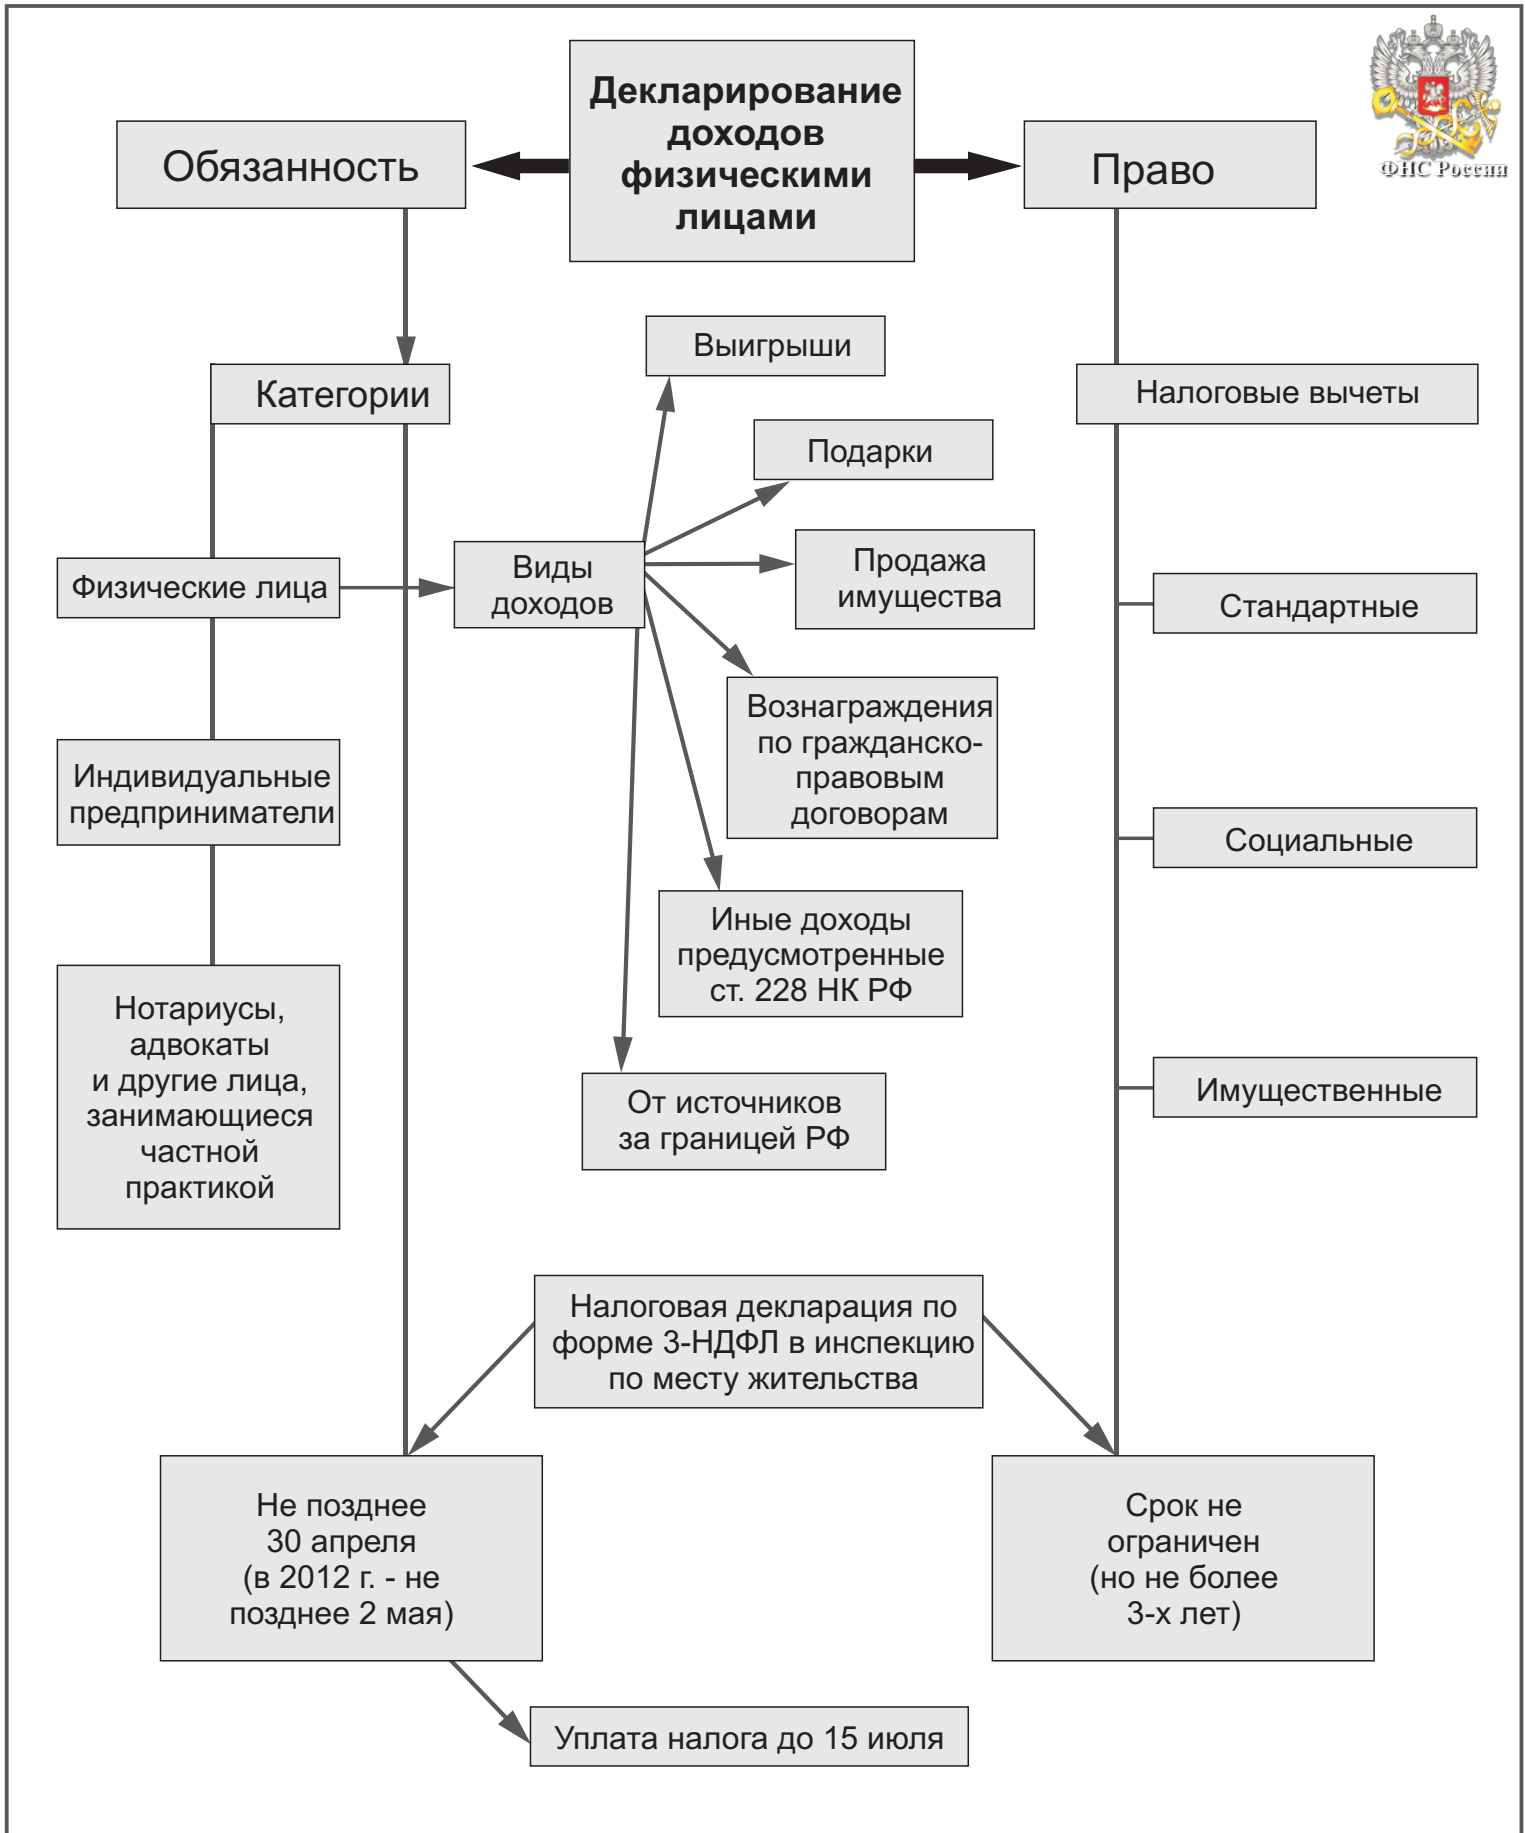 Декларирование
доходов
физическими
лицами
ФНС России
Обязанность
Право
Выигрыши
Категории
Налоговые вычеты
Подарки
Физические лица
Виды
доходов
Продажа
имущества
Стандартные
Вознаграждения
по гражданско-
правовым
договорам
Индивидуальные
предприниматели
Социальные
Иные доходы
предусмотренные
ст. 228 НК РФ
Нотариусы,
адвокаты
и другие лица,
занимающиеся
частной
практикой
От источников
за границей РФ
Имущественные
Налоговая декларация по
форме 3-НДФЛ в инспекцию
по месту жительства
Не позднее
30 апреля
(в 2012 г. - не
позднее 2 мая)
Срок не
ограничен
(но не более
3-х лет)
Уплата налога до 15 июля